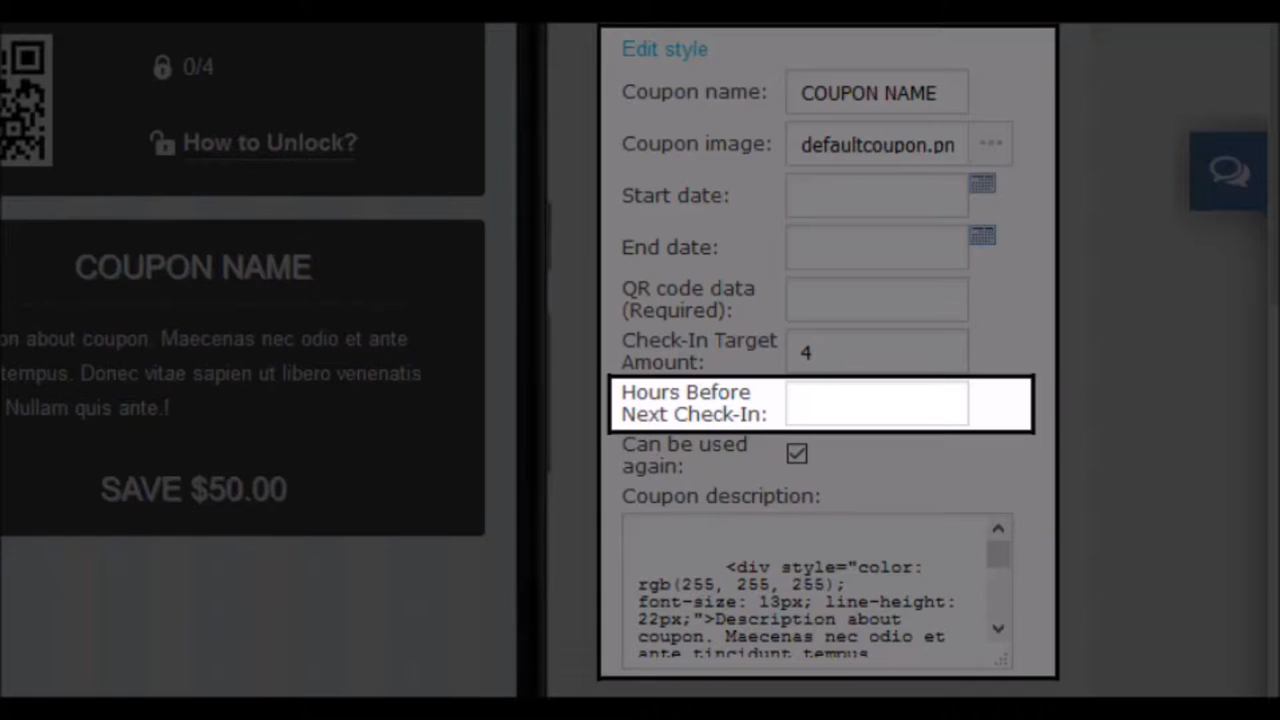 0/4
How to Unlock?
COUPON NAME
on about coupon. Maecenas nec odio et ante
tempus. Donec vitae sapien ut libero venenatis
Nullam quis ante.!
SAVE $50.00
Edit style
Coupon name: COUPON NAME
Coupon image: defaultcoupon.pn ...
Start date:
End date:
QR code data
(Required):
Check-In Target
Amount: 4
Hours Before
Next Check-In:
Can be used
again:
Coupon description:
<div style="color:
rgb(255, 255, 255);
font-size: 13px; line-height:
22px;">Description about
coupon. Maecenas nec odio et
ante tincidunt tempus